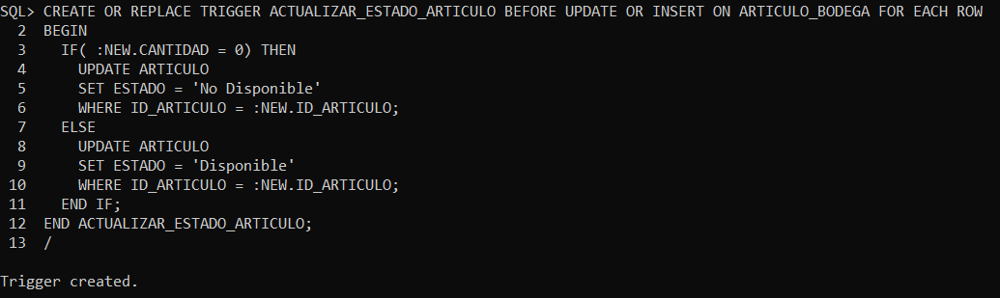 SQL> CREATE OR REPLACE TRIGGER ACTUALIZAR_ESTADO_ARTICULO BEFORE UPDATE OR INSERT ON ARTICULO_BODEGA FOR EACH ROW
  2  BEGIN
  3    IF( :NEW.CANTIDAD = 0) THEN
  4      UPDATE ARTICULO
  5      SET ESTADO = 'No Disponible'
  6      WHERE ID_ARTICULO = :NEW.ID_ARTICULO;
  7    ELSE
  8      UPDATE ARTICULO
  9      SET ESTADO = 'Disponible'
 10      WHERE ID_ARTICULO = :NEW.ID_ARTICULO;
 11    END IF;
 12  END ACTUALIZAR_ESTADO_ARTICULO;
 13  /
Trigger created.